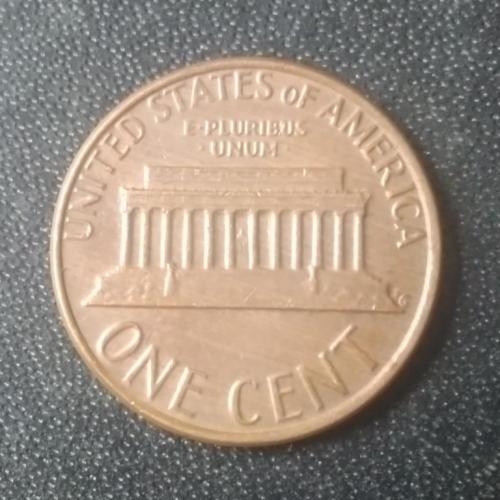 UNITED STATES OF AMERICA
E·PLURIBUS
·UNUM·
ONE CENT